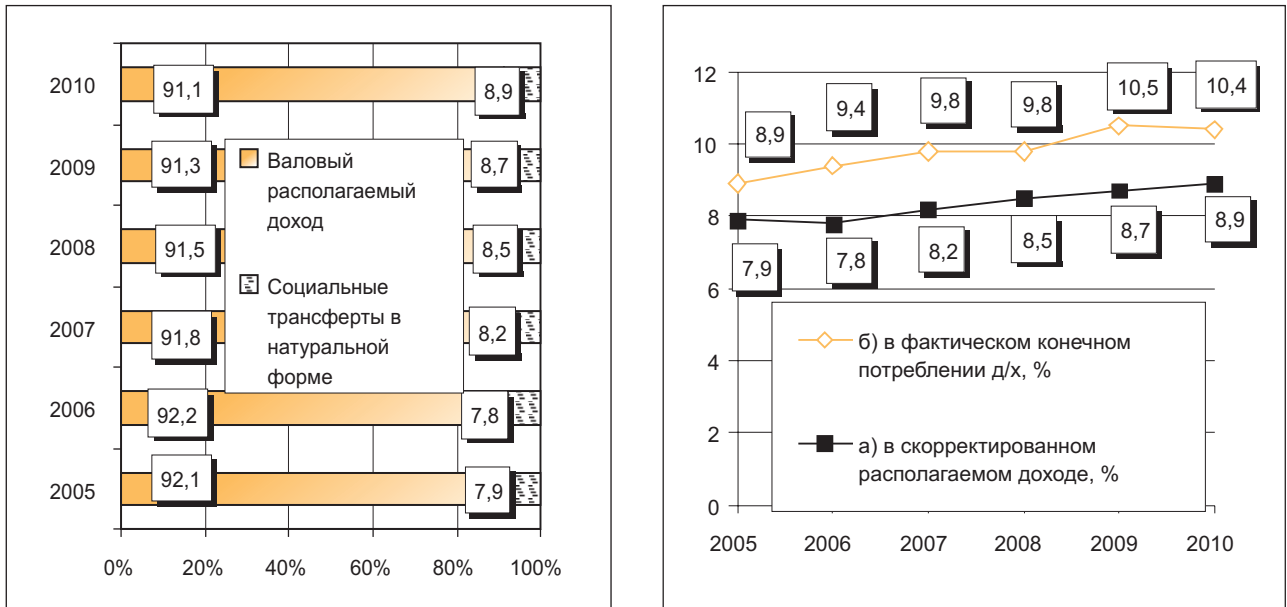 2010
91,1
8,9
2009
91,3
8,7
2008
91,5
8,5
2007
91,8
8,2
2006
92,2
7,8
2005
92,1
7,9
Валовый
располагаемый
доход
Социальные
трансферты в
натуральной
форме
0% 20% 40% 60% 80% 100%
12
10
8
6
4
2
0
8,9 9,4 9,8 9,8 10,5 10,4
7,9 7,8 8,2 8,5 8,7 8,9
б) в фактическом конечном
потреблении д/х, %
а) в скорректированном
располагаемом доходе, %
2005 2006 2007 2008 2009 2010